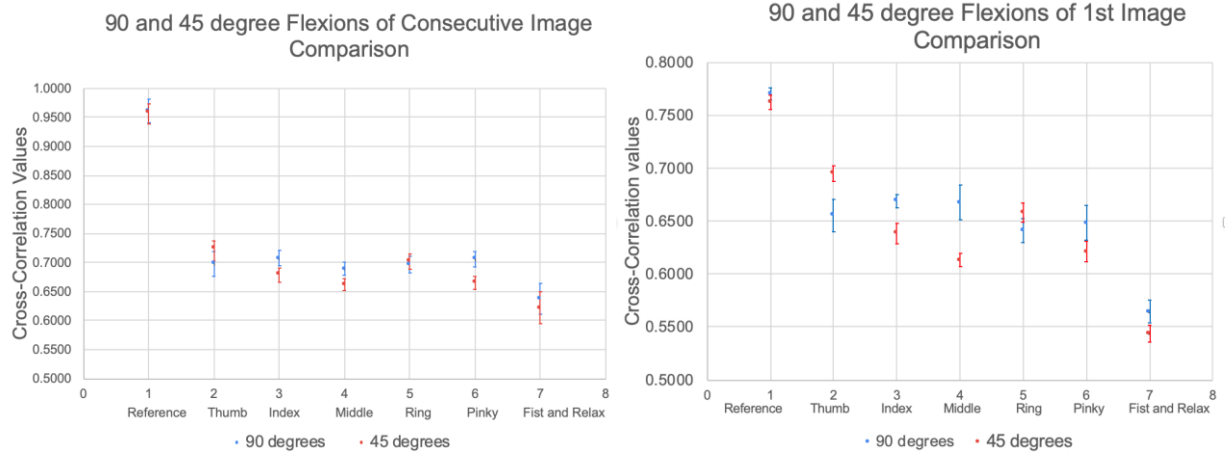 90 and 45 degree Flexions of Consecutive Image
Comparison
Cross-Correlation Values
1.0000
0.9500
0.9000
0.8500
0.8000
0.7500
0.7000
0.6500
0.6000
0.5500
0.5000
0 1 2 3 4 5 6 7 8
Reference Thumb Index Middle Ring Pinky Fist and Relax
90 degrees 45 degrees
90 and 45 degree Flexions of 1st Image
Comparison
Cross-Correlation values
0.8000
0.7500
0.7000
0.6500
0.6000
0.5500
0.5000
0 1 2 3 4 5 6 7 8
Reference Thumb Index Middle Ring Pinky Fist and Relax
90 degrees 45 degrees